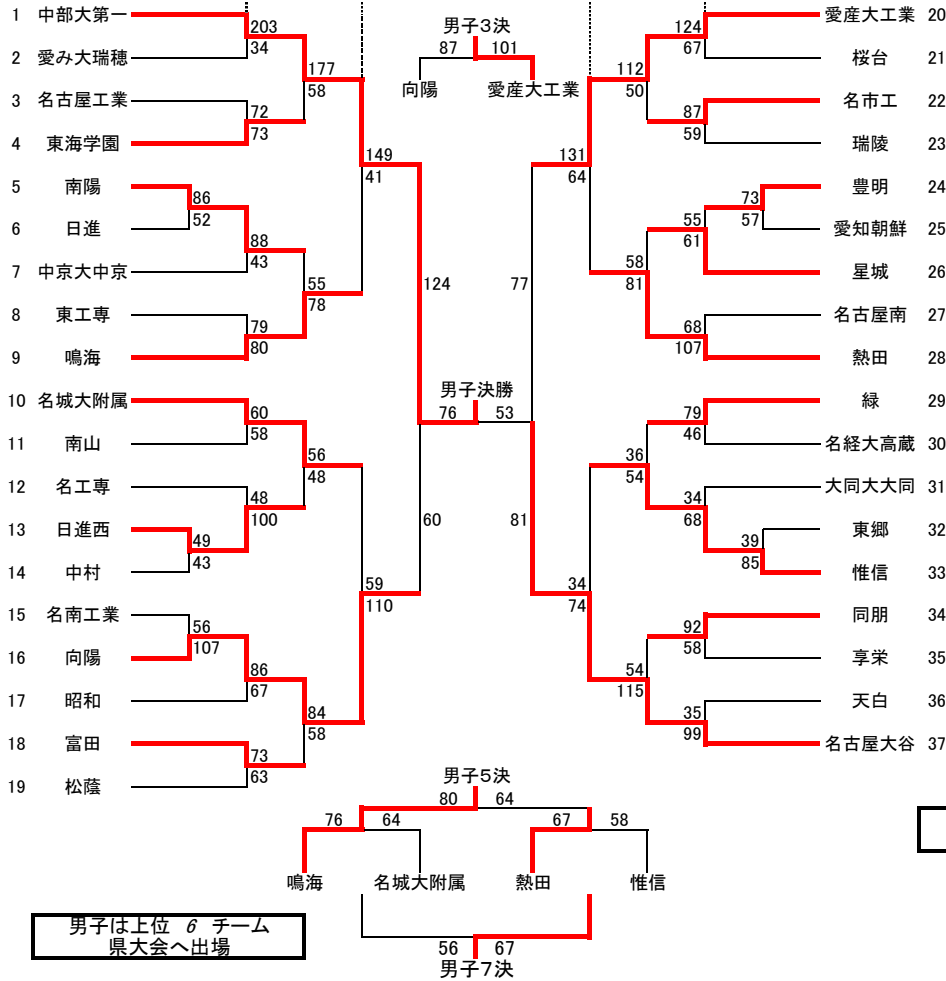 1 中部大第一 203 124 愛産大工業 20
男子3決
34 87 101 67
2 愛み大瑞穂 桜台 21
177 112
58 向陽 愛産大工業 50
3 名古屋工業 名市工 22
72 87
73 59
4 東海学園 瑞陵 23
149 131
41 64
5 南陽 豊明 24
86 73
52 55 57
6 日進 愛知朝鮮 25
88 61
43 58
7 中京大中京 星城 26
55 124 77 81
78
8 東工専 名古屋南 27
79 68
80 107
9 鳴海 熱田 28
男子決勝
10 名城大附属 緑 29
60 76 53 79
58 46
11 南山 名経大高蔵 30
56 36
48 54
12 名工専 大同大大同 31
48 34
100 68
13 日進西 60 81 東郷 32
49 39
43 85
14 中村 惟信 33
59 34
110 74
15 名南工業 同朋 34
56 92
107 58
16 向陽 享栄 35
86 54
67 115
17 昭和 天白 36
84 35
58 99
18 富田 名古屋大谷 37
73
63
19 松蔭
男子5決
80 64
76 64 67 58
鳴海 名城大附属 熱田 惟信
男子は上位 6 チーム
県大会へ出場
56 67
男子7決